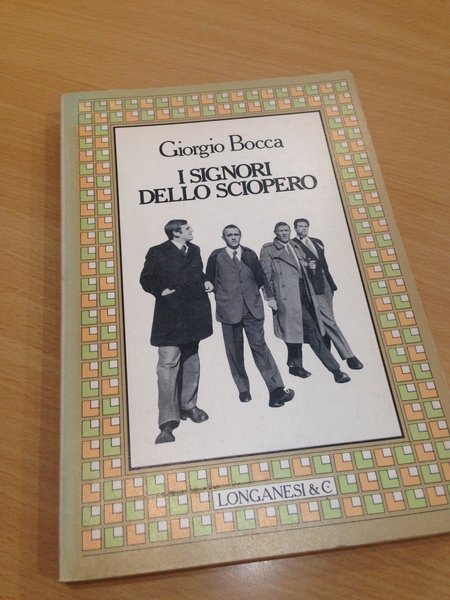 Giorgio Bocca
I SIGNORI
DELLO SCIOPERO
LONGANESI & C.